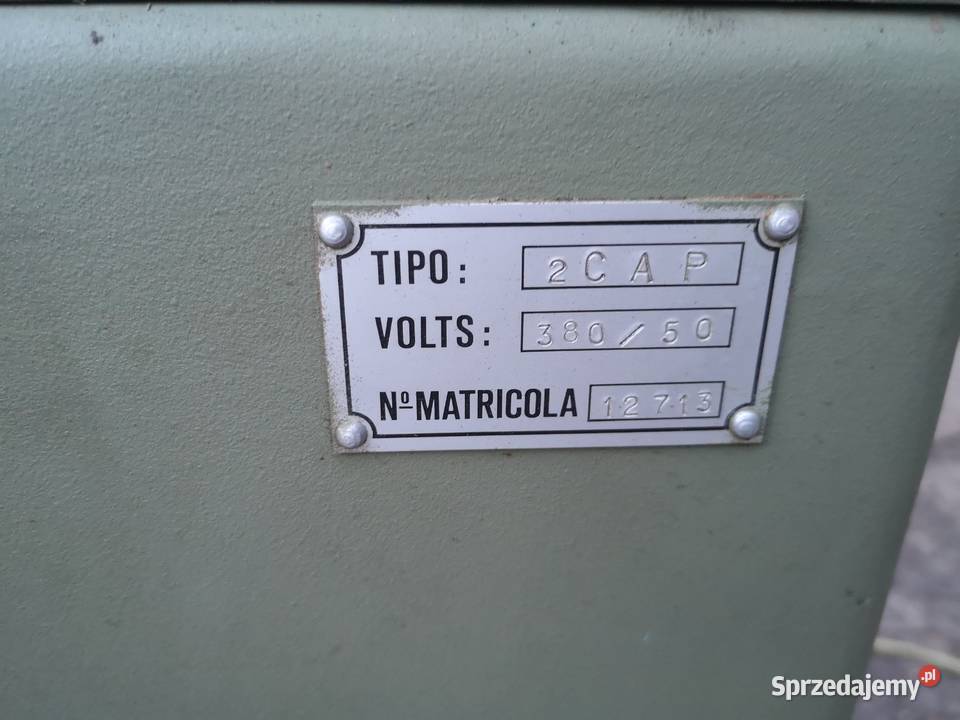 TIPO: 2CAP
VOLTS: 380/50
Nº MATRICOLA 12713
Sprzedajemy.pl